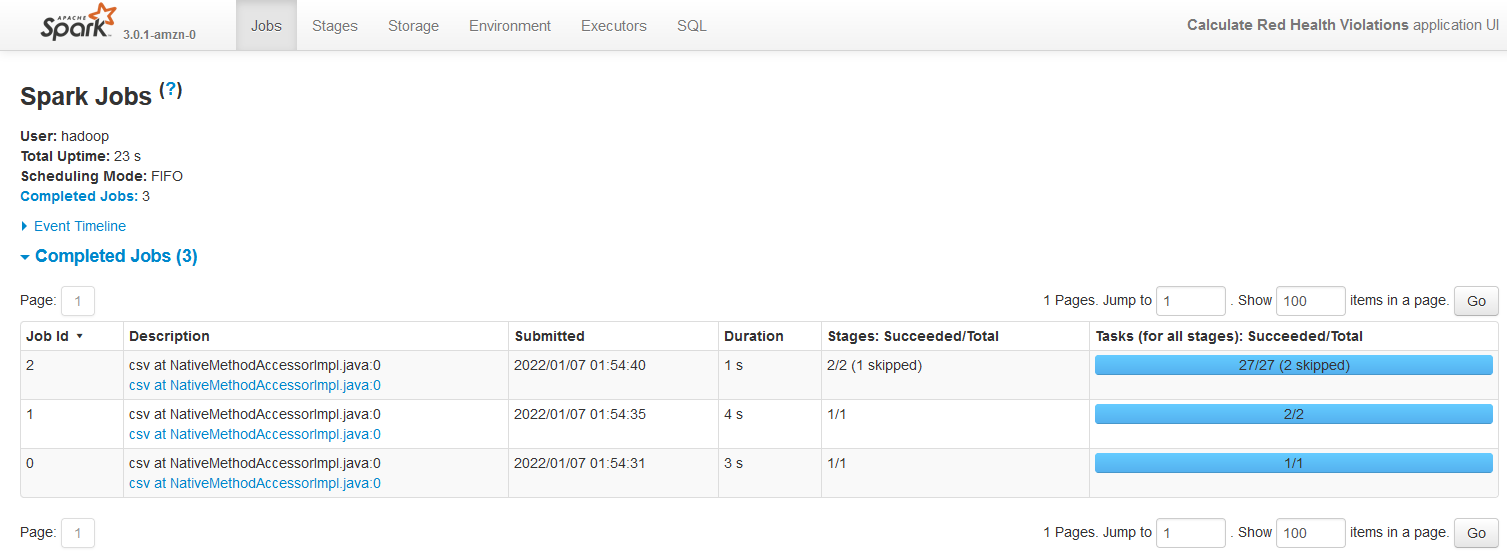 APACHE
Spark 3.0.1-amzn-0 Jobs Stages Storage Environment Executors SQL Calculate Red Health Violations application UI
Spark Jobs (?)
User: hadoop
Total Uptime: 23 s
Scheduling Mode: FIFO
Completed Jobs: 3
Event Timeline
Completed Jobs (3)
Page: 1 1 Pages. Jump to 1 . Show 100 items in a page. Go
Job Id Description Submitted Duration Stages: Succeeded/Total Tasks (for all stages): Succeeded/Total
2 csv at NativeMethodAccessorImpl.java:0 2022/01/07 01:54:40 1 s 2/2 (1 skipped) 27/27 (2 skipped)
csv at NativeMethodAccessorImpl.java:0
1 csv at NativeMethodAccessorImpl.java:0 2022/01/07 01:54:35 4 s 1/1 2/2
csv at NativeMethodAccessorImpl.java:0
0 csv at NativeMethodAccessorImpl.java:0 2022/01/07 01:54:31 3 s 1/1 1/1
csv at NativeMethodAccessorImpl.java:0
Page: 1 1 Pages. Jump to 1 . Show 100 items in a page. Go